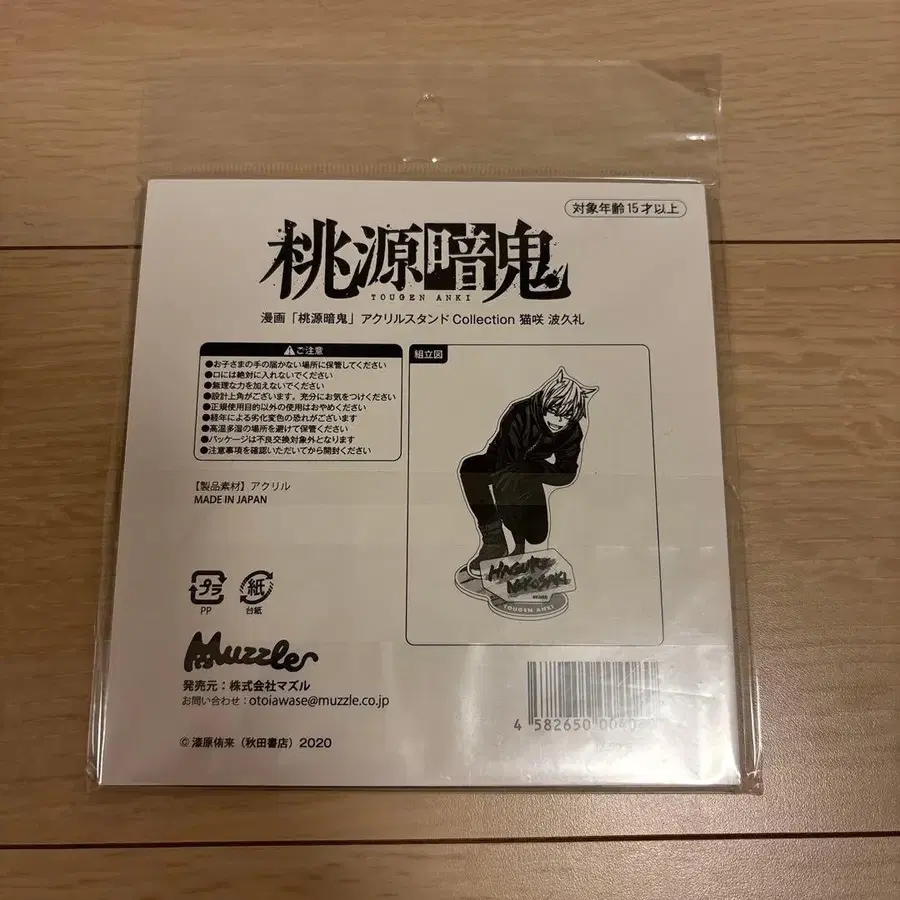 対象年齢15才以上
桃源暗鬼
TOUGEN ANKI
漫画「桃源暗鬼」アクリルスタンド Collection 猫咲 波久礼
ご注意
●お子さまの手の届かない場所に保管してください
●口には絶対に入れないでください
●無理な力を加えないでください
●設計上角がございます。充分にお気をつけください
●正規使用目的以外の使用はおやめください
●経年による劣化変色の恐れがございます
●高温多湿の場所を避けて保管ください
●パッケージは不良交換対象外となります
●注意事項を確認いただいてから開封ください
組立図
HAGURE
NEKOSAKI
TOUGEN ANKI
【製品素材】アクリル
MADE IN JAPAN
プラ
PP
紙
台紙
Muzzle
発売元：株式会社マズル
お問い合わせ：otoiawase@muzzle.co.jp
4 582650 00
© 漆原侑来（秋田書店）2020